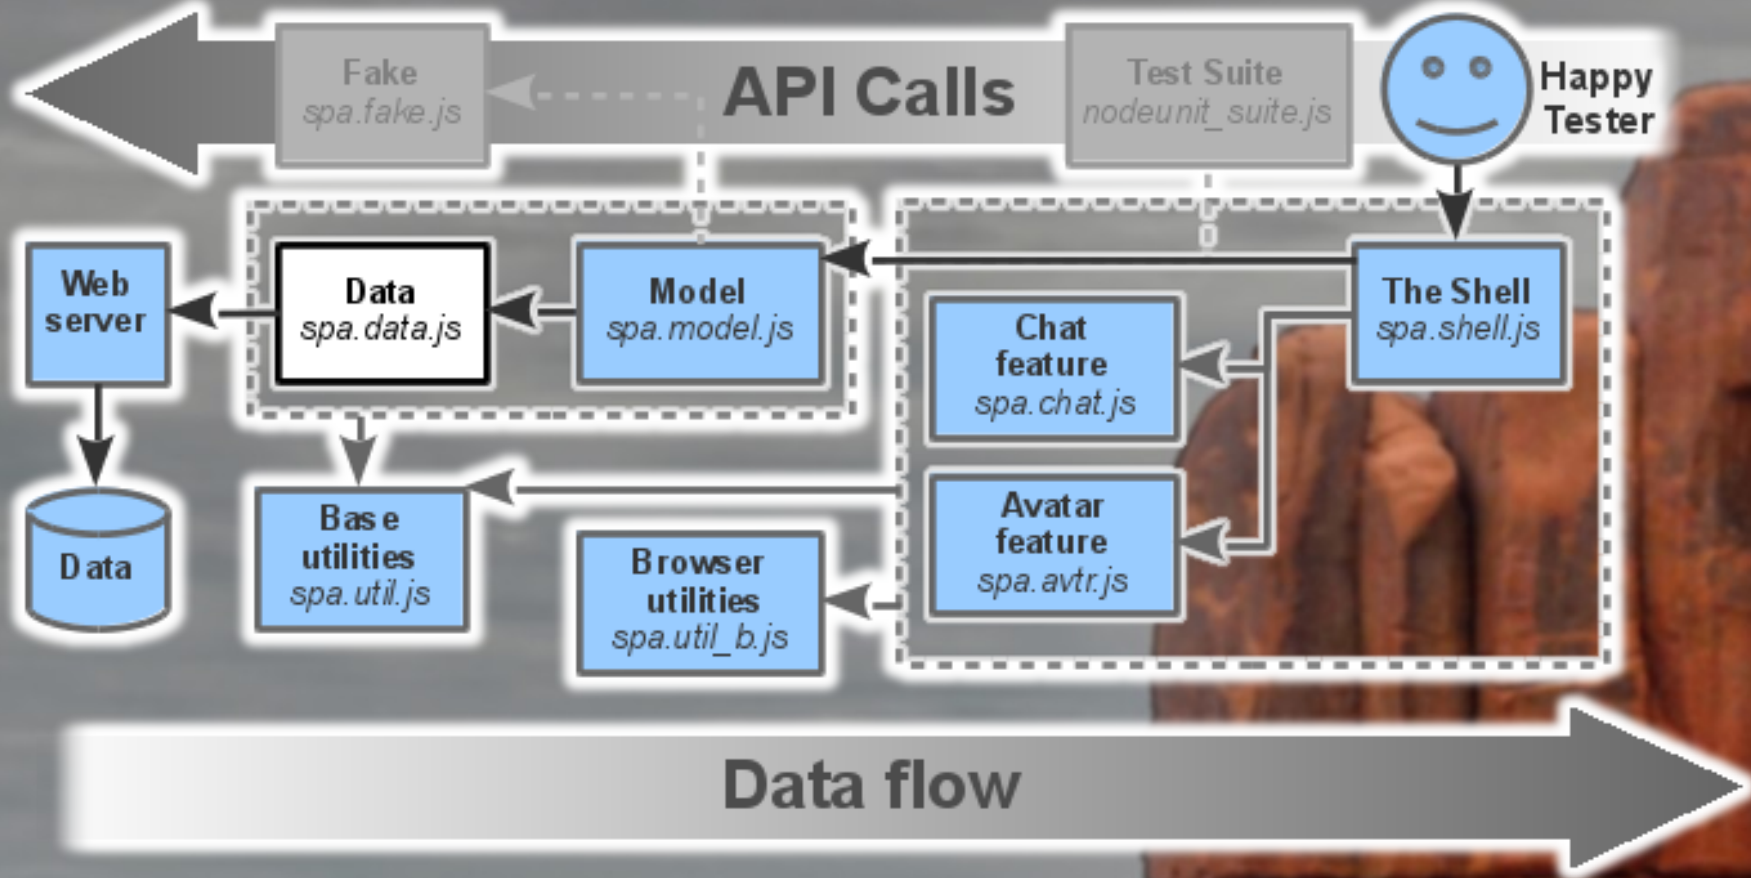 Fake
spa.fake.js
API Calls
Test Suite
nodeunit_suite.js
Happy
Tester
Web
server
Data
spa.data.js
Model
spa.model.js
Chat
feature
spa.chat.js
The Shell
spa.shell.js
Data
Base
utilities
spa.util.js
Browser
utilities
spa.util_b.js
Avatar
feature
spa.avtr.js
Data flow